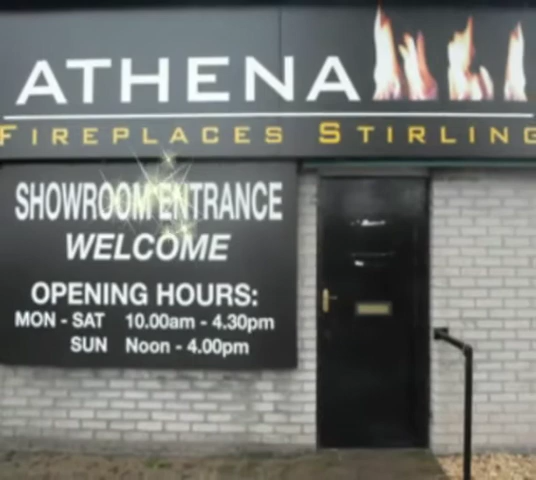 ATHENA
FIREPLACES STIRLING
SHOWROOM ENTRANCE
WELCOME
OPENING HOURS:
MON - SAT 10.00am - 4.30pm
SUN Noon - 4.00pm